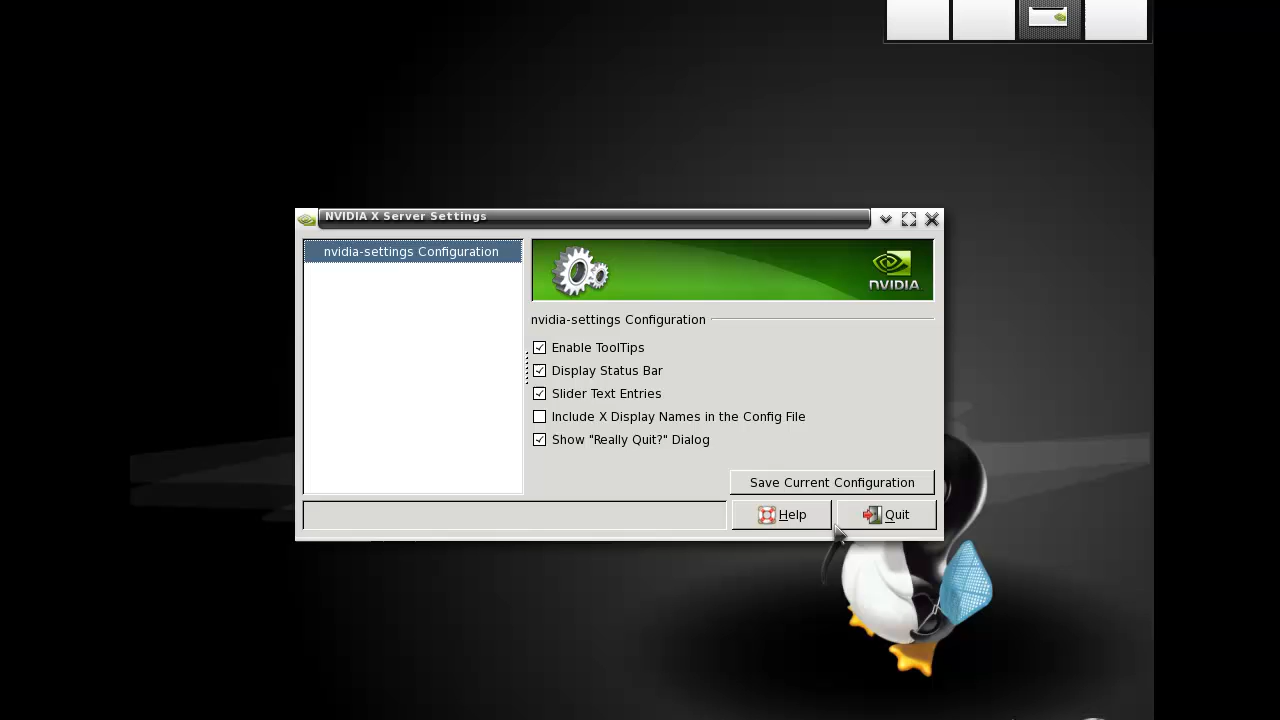 NVIDIA X Server Settings
nvidia-settings Configuration
NVIDIA
nvidia-settings Configuration
Enable ToolTips
Display Status Bar
Slider Text Entries
Include X Display Names in the Config File
Show "Really Quit?" Dialog
Save Current Configuration
Help
Quit